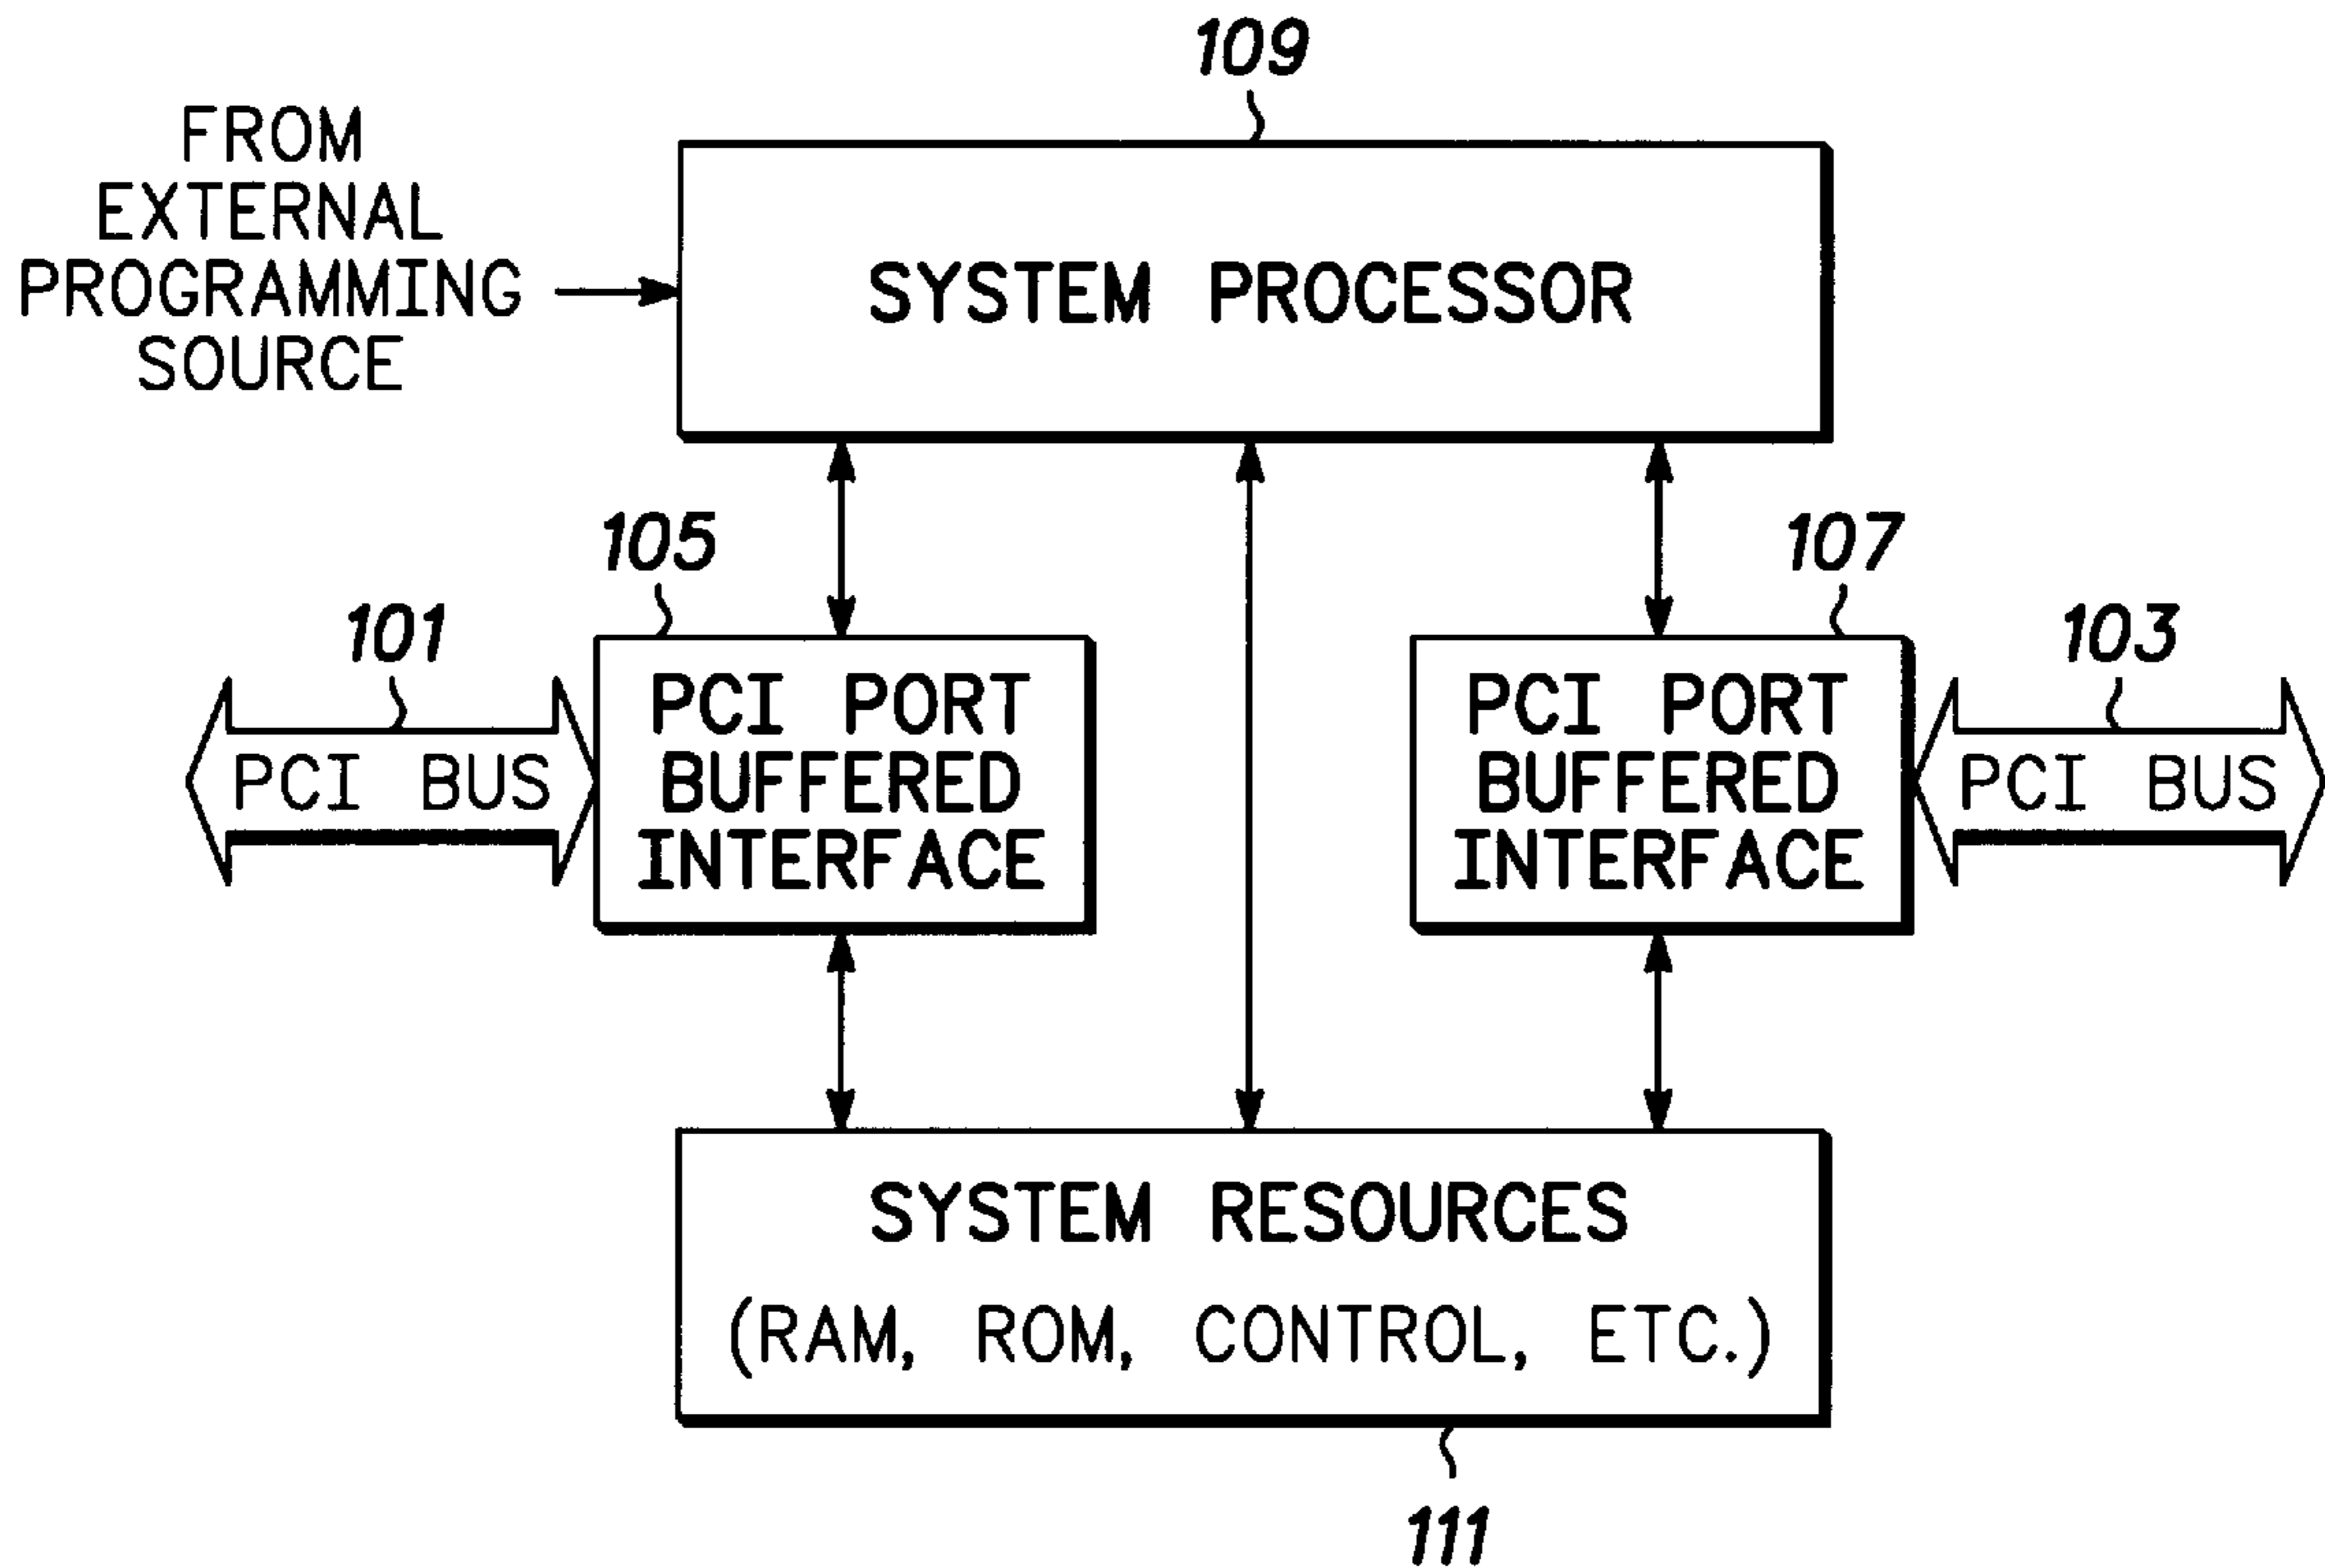 109
FROM
EXTERNAL
PROGRAMMING
SOURCE
SYSTEM PROCESSOR
105
107
101
103
PCI BUS
PCI PORT
BUFFERED
INTERFACE
PCI PORT
BUFFERED
INTERFACE
PCI BUS
SYSTEM RESOURCES
(RAM, ROM, CONTROL, ETC.)
111